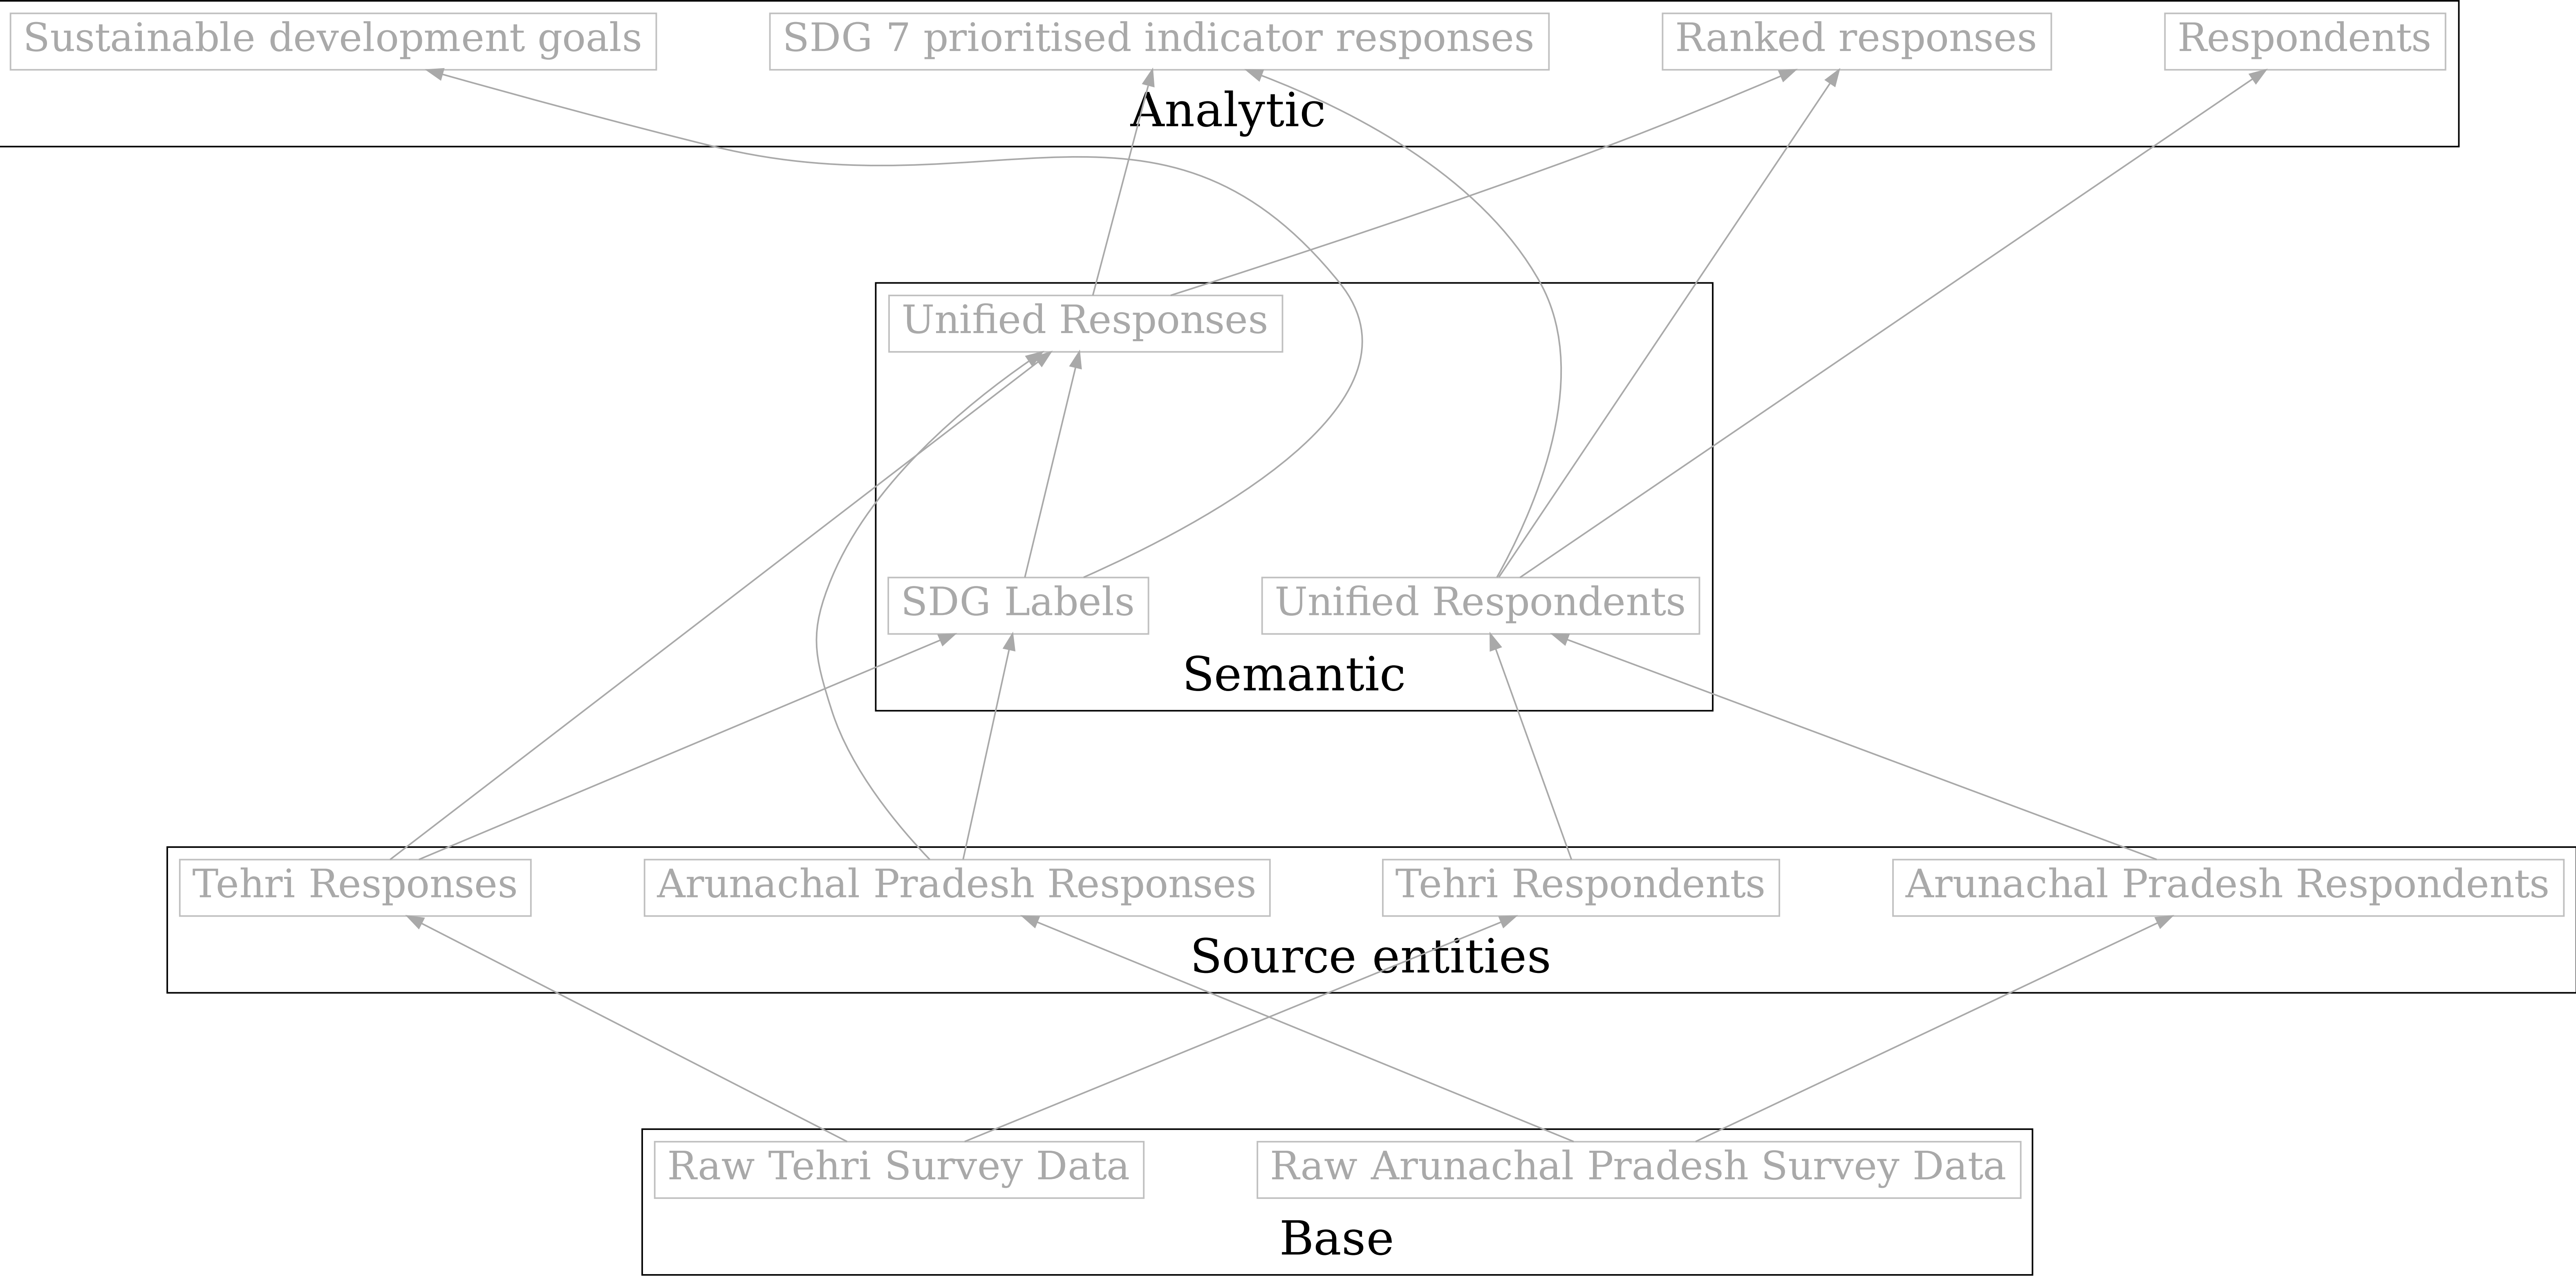 Sustainable development goals
SDG 7 prioritised indicator responses
Ranked responses
Respondents
Analytic
Unified Responses
SDG Labels
Unified Respondents
Semantic
Tehri Responses
Arunachal Pradesh Responses
Tehri Respondents
Arunachal Pradesh Respondents
Source entities
Raw Tehri Survey Data
Raw Arunachal Pradesh Survey Data
Base